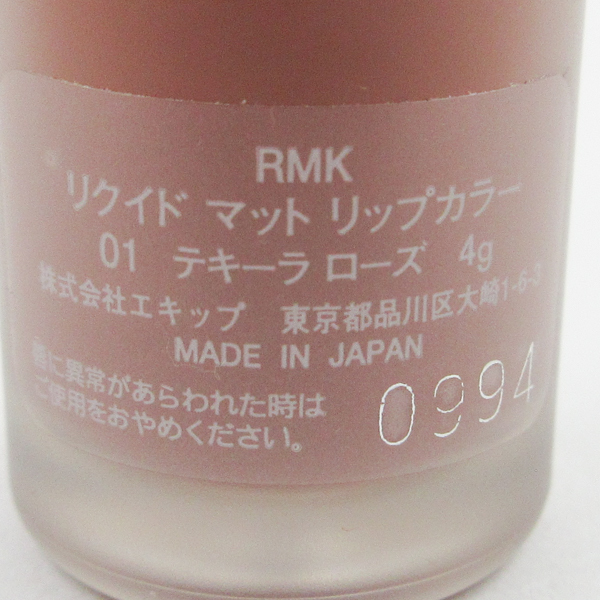 RMK
リクイド マット リップカラー
01 テキーラ ローズ 4g
株式会社エキップ 東京都品川区大崎1-6-3
MADE IN JAPAN
唇に異常があらわれた時は
ご使用をおやめください。
0994